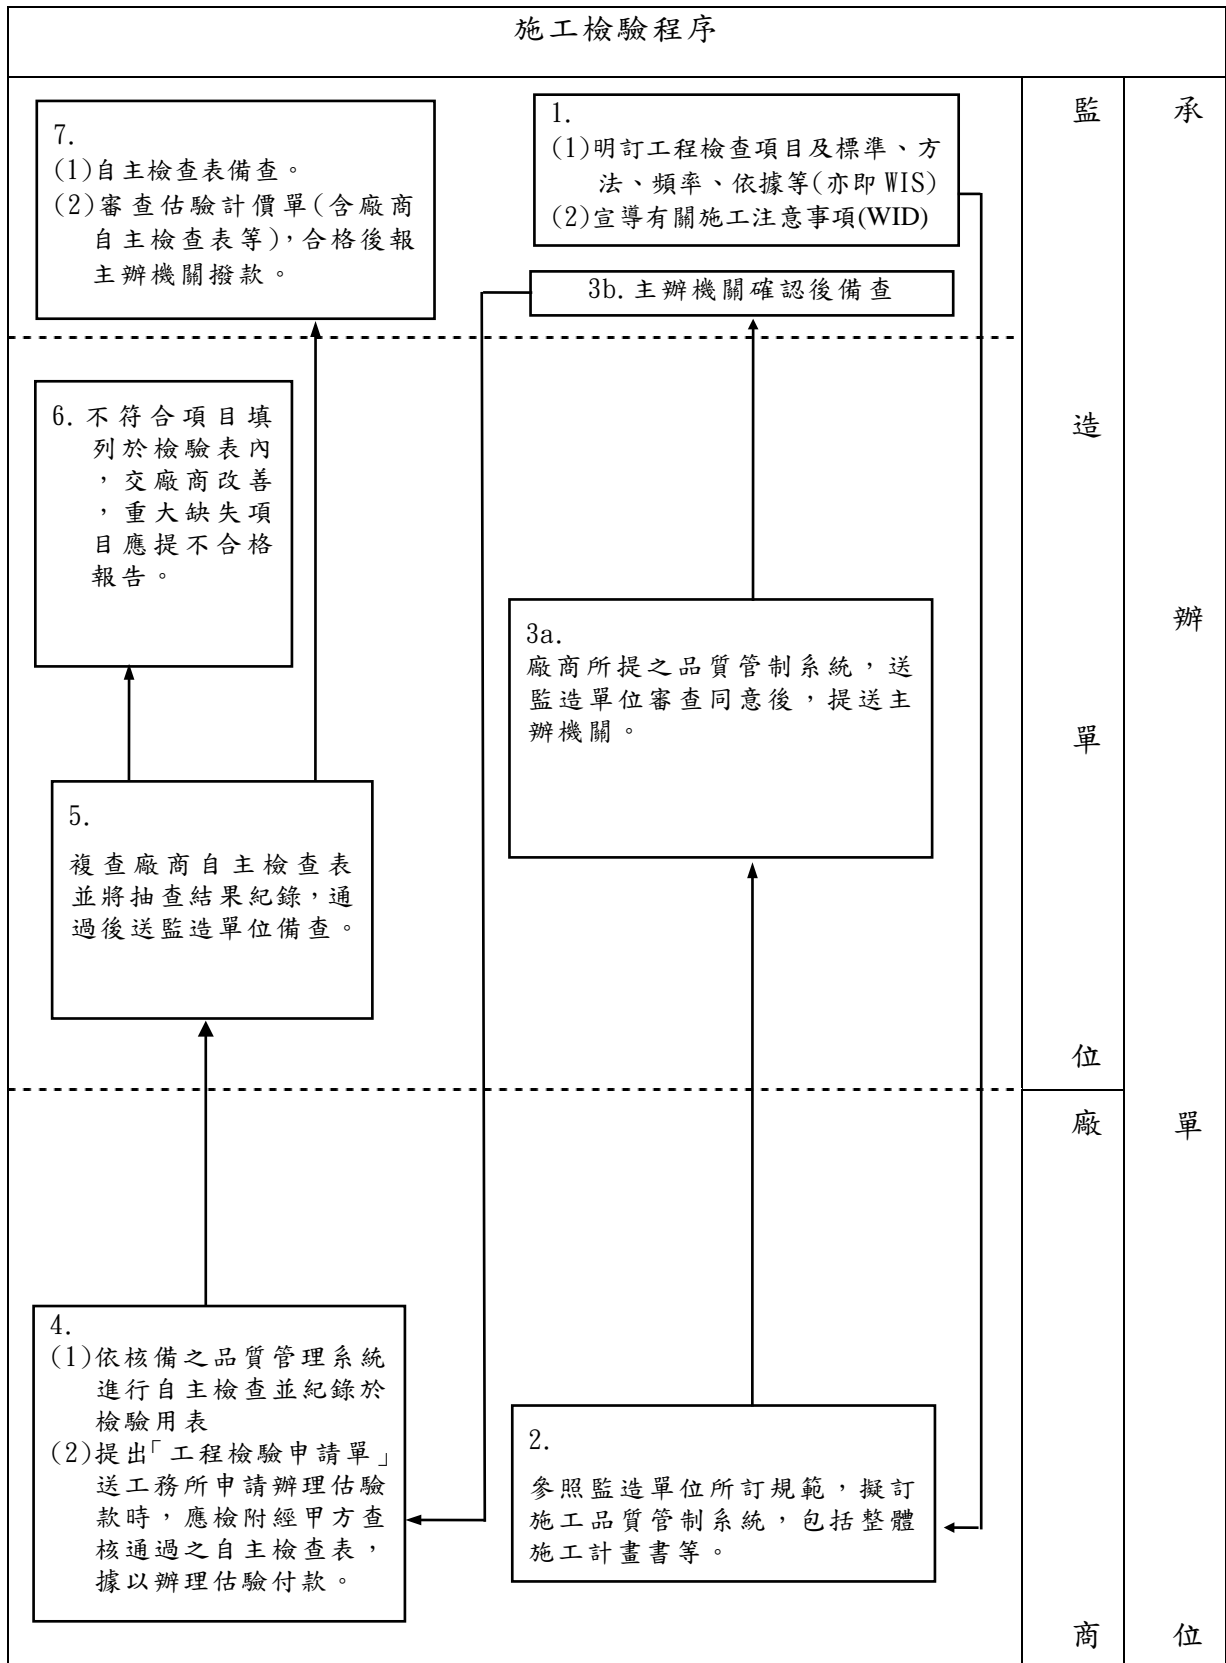 施工檢驗程序
7.
(1)自主檢查表備查。
(2)審查估驗計價單(含廠商
自主檢查表等),合格後報
主辦機關撥款。
1.
(1)明訂工程檢查項目及標準、方
法、頻率、依據等(亦即 WIS)
(2)宣導有關施工注意事項(WID)
3b.主辦機關確認後備查
6.不符合項目填
列於檢驗表內
,交廠商改善
,重大缺失項
目應提不合格
報告。
3a.
廠商所提之品質管制系統,送
監造單位審查同意後,提送主
辦機關。
5.
複查廠商自主檢查表
並將抽查結果紀錄,通
過後送監造單位備查。
4.
(1)依核備之品質管理系統
進行自主檢查並紀錄於
檢驗用表
(2)提出「工程檢驗申請單」
送工務所申請辦理估驗
款時,應檢附經甲方查
核通過之自主檢查表,
據以辦理估驗付款。
2.
參照監造單位所訂規範,擬訂
施工品質管制系統,包括整體
施工計畫書等。
監造單位
廠商
承辦單位